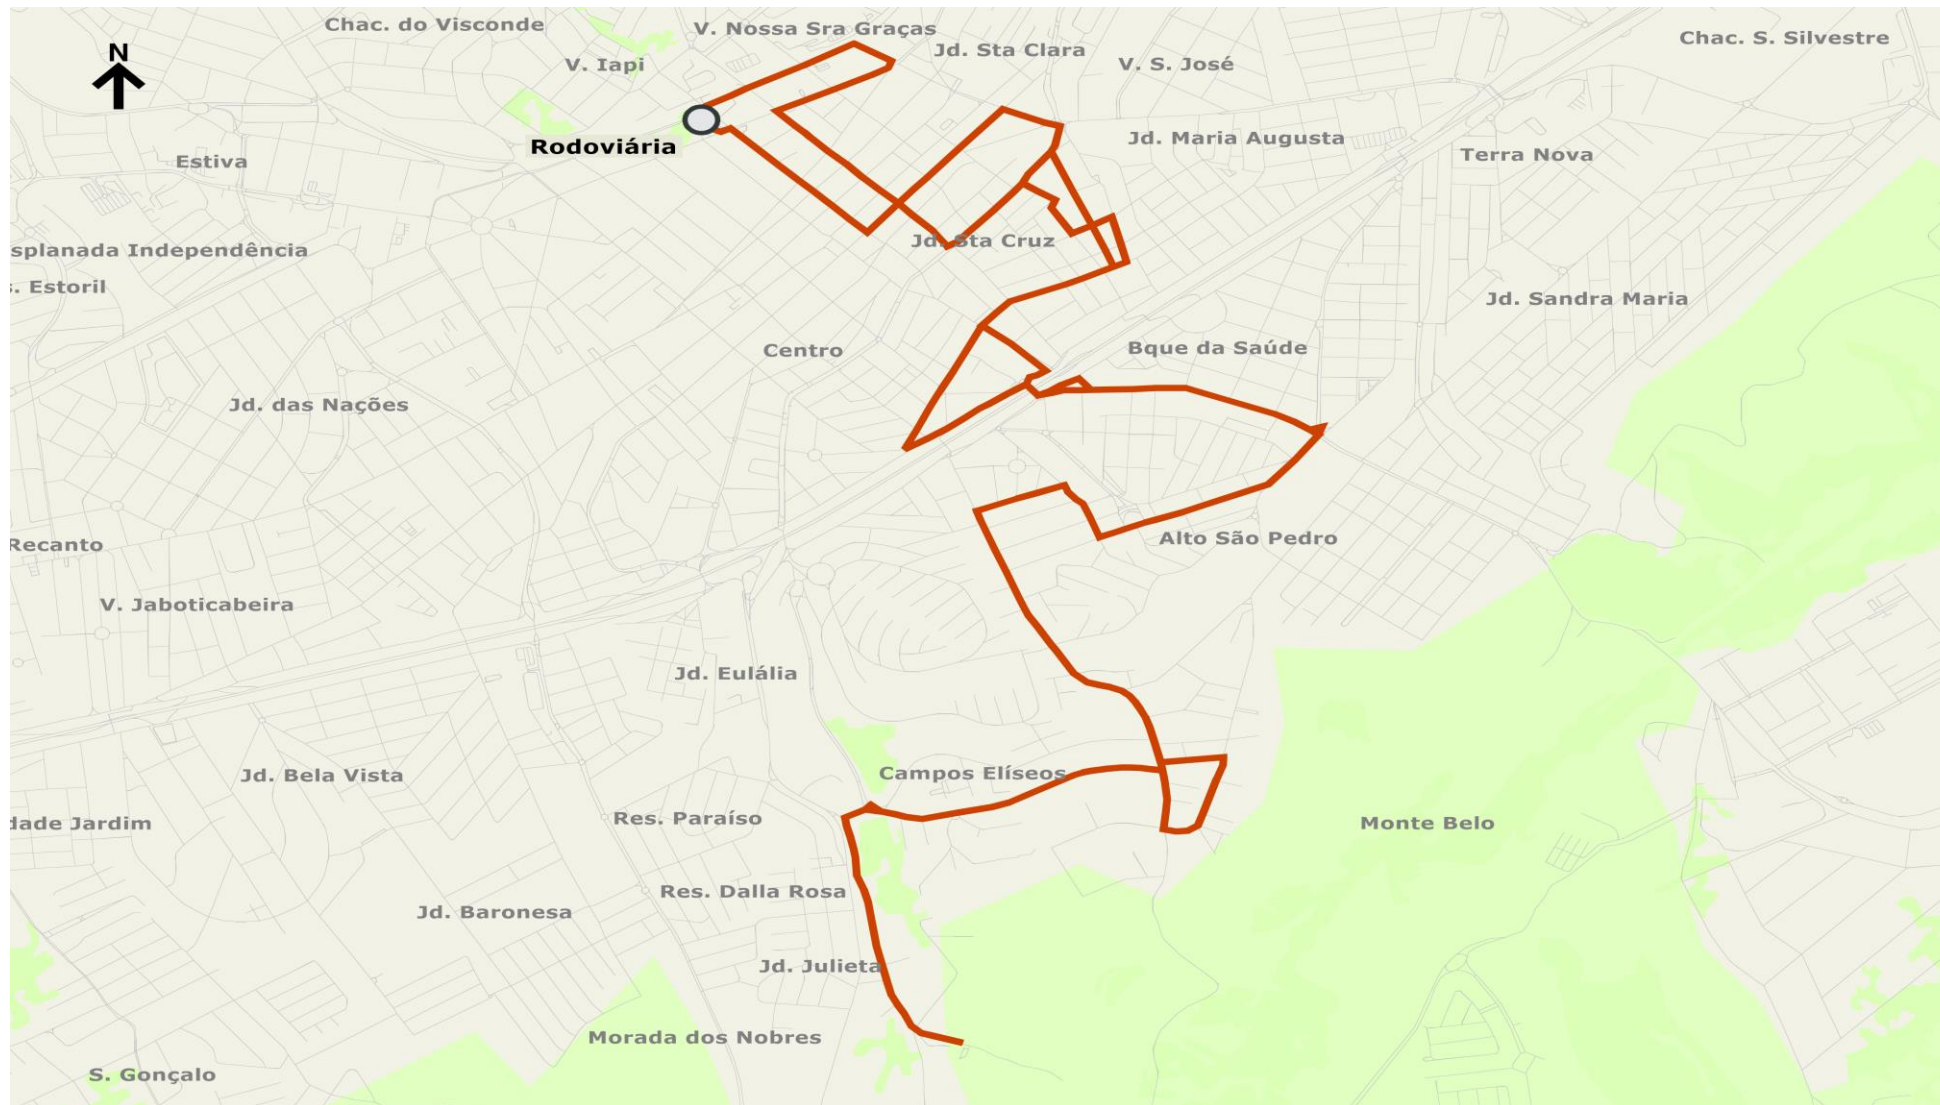 Chac. do Visconde
V. Nossa Sra Graças
Chac. S. Silvestre
N
Jd. Sta Clara
V. Iapi
V. S. José
Jd. Maria Augusta
Rodoviária
Terra Nova
Estiva
Jd. Sta Cruz
splanada Independência
s. Estoril
Jd. Sandra Maria
Centro
Bque da Saúde
Jd. das Nações
Alto São Pedro
Recanto
V. Jaboticabeira
Jd. Eulália
Campos Elíseos
Jd. Bela Vista
Res. Paraíso
dade Jardim
Monte Belo
Res. Dalla Rosa
Jd. Baronesa
Jd. Julieta
Morada dos Nobres
S. Gonçalo